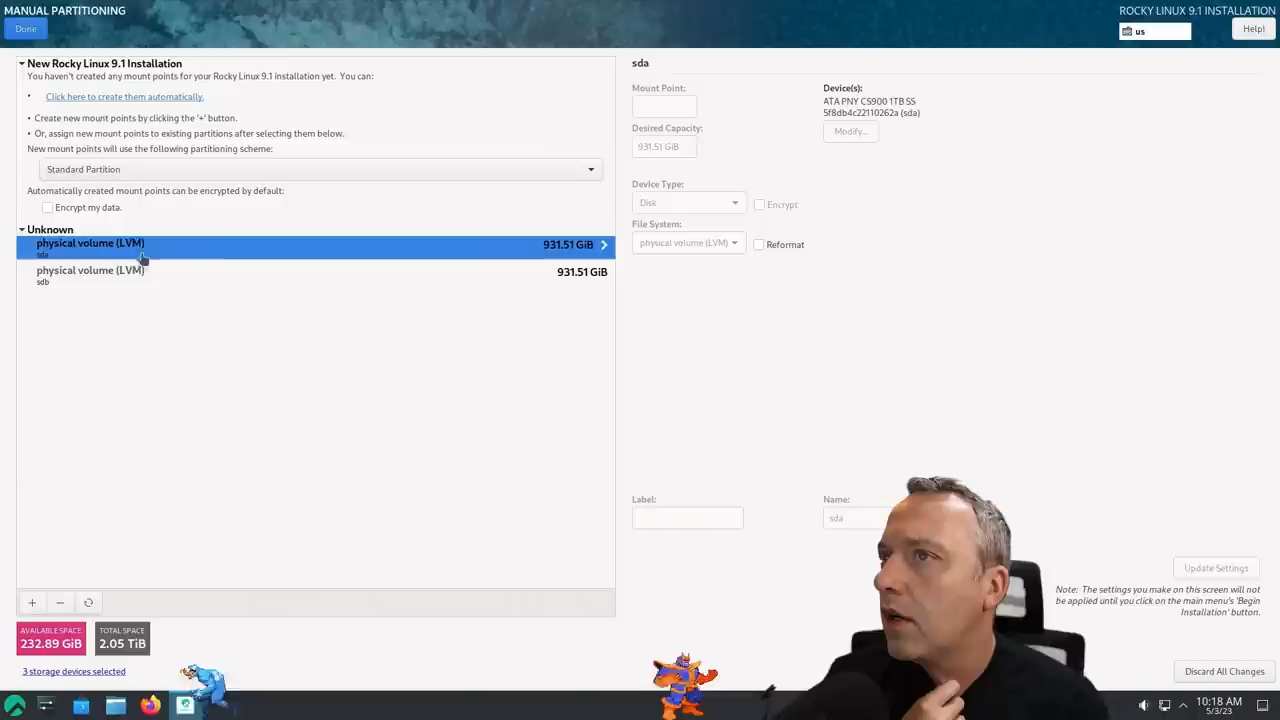 MANUAL PARTITIONING
Done
ROCKY LINUX 9.1 INSTALLATION
us
Help!
New Rocky Linux 9.1 Installation
You haven't created any mount points for your Rocky Linux 9.1 installation yet. You can:
• Click here to create them automatically.
• Create new mount points by clicking the '+' button.
• Or, assign new mount points to existing partitions after selecting them below.
New mount points will use the following partitioning scheme:
Standard Partition
Automatically created mount points can be encrypted by default:
Encrypt my data.
Unknown
physical volume (LVM) 931.51 GiB
sda
physical volume (LVM) 931.51 GiB
sdb
+ −
AVAILABLE SPACE
232.89 GiB
TOTAL SPACE
2.05 TiB
3 storage devices selected
sda
Mount Point:
Desired Capacity:
931.51 GiB
Device(s):
ATA PNY CS900 1TB SS
5f8db4c22110262a (sda)
Modify...
Device Type:
Disk
Encrypt
File System:
physical volume (LVM)
Reformat
Label:
Name:
sda
Update Settings
Note: The settings you make on this screen will not
be applied until you click on the main menu's 'Begin
Installation' button.
Discard All Changes
10:18 AM
5/3/23